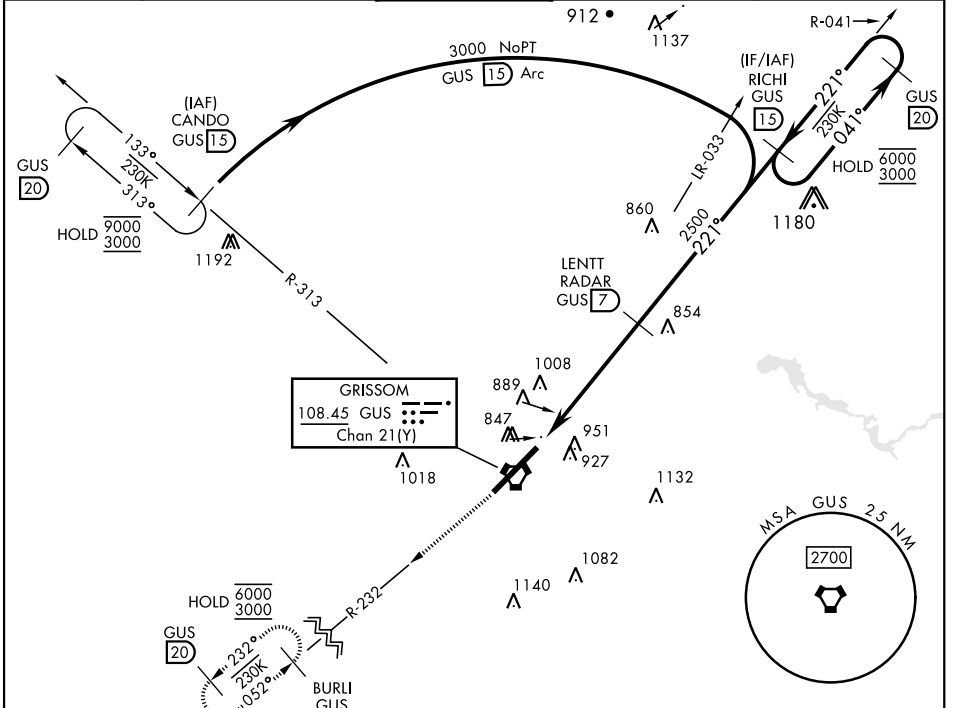 912
1137
R-041
3000 NoPT
GUS 15 Arc
(IF/IAF)
RICHI
GUS
15
221°
230K
041°
GUS
20
HOLD 6000
3000
1180
(IAF)
CANDO
GUS 15
133°
230K
313°
GUS
20
HOLD 9000
3000
1192
R-313
LR-033
860
2500
221°
LENTT
RADAR
GUS 7
854
1008
889
847
951
927
GRISSOM
108.45 GUS
Chan 21(Y)
1018
1132
1082
1140
MSA GUS 25 NM
2700
R-232
HOLD 6000
3000
GUS
20
232°
230K
052°
BURLI
GUS